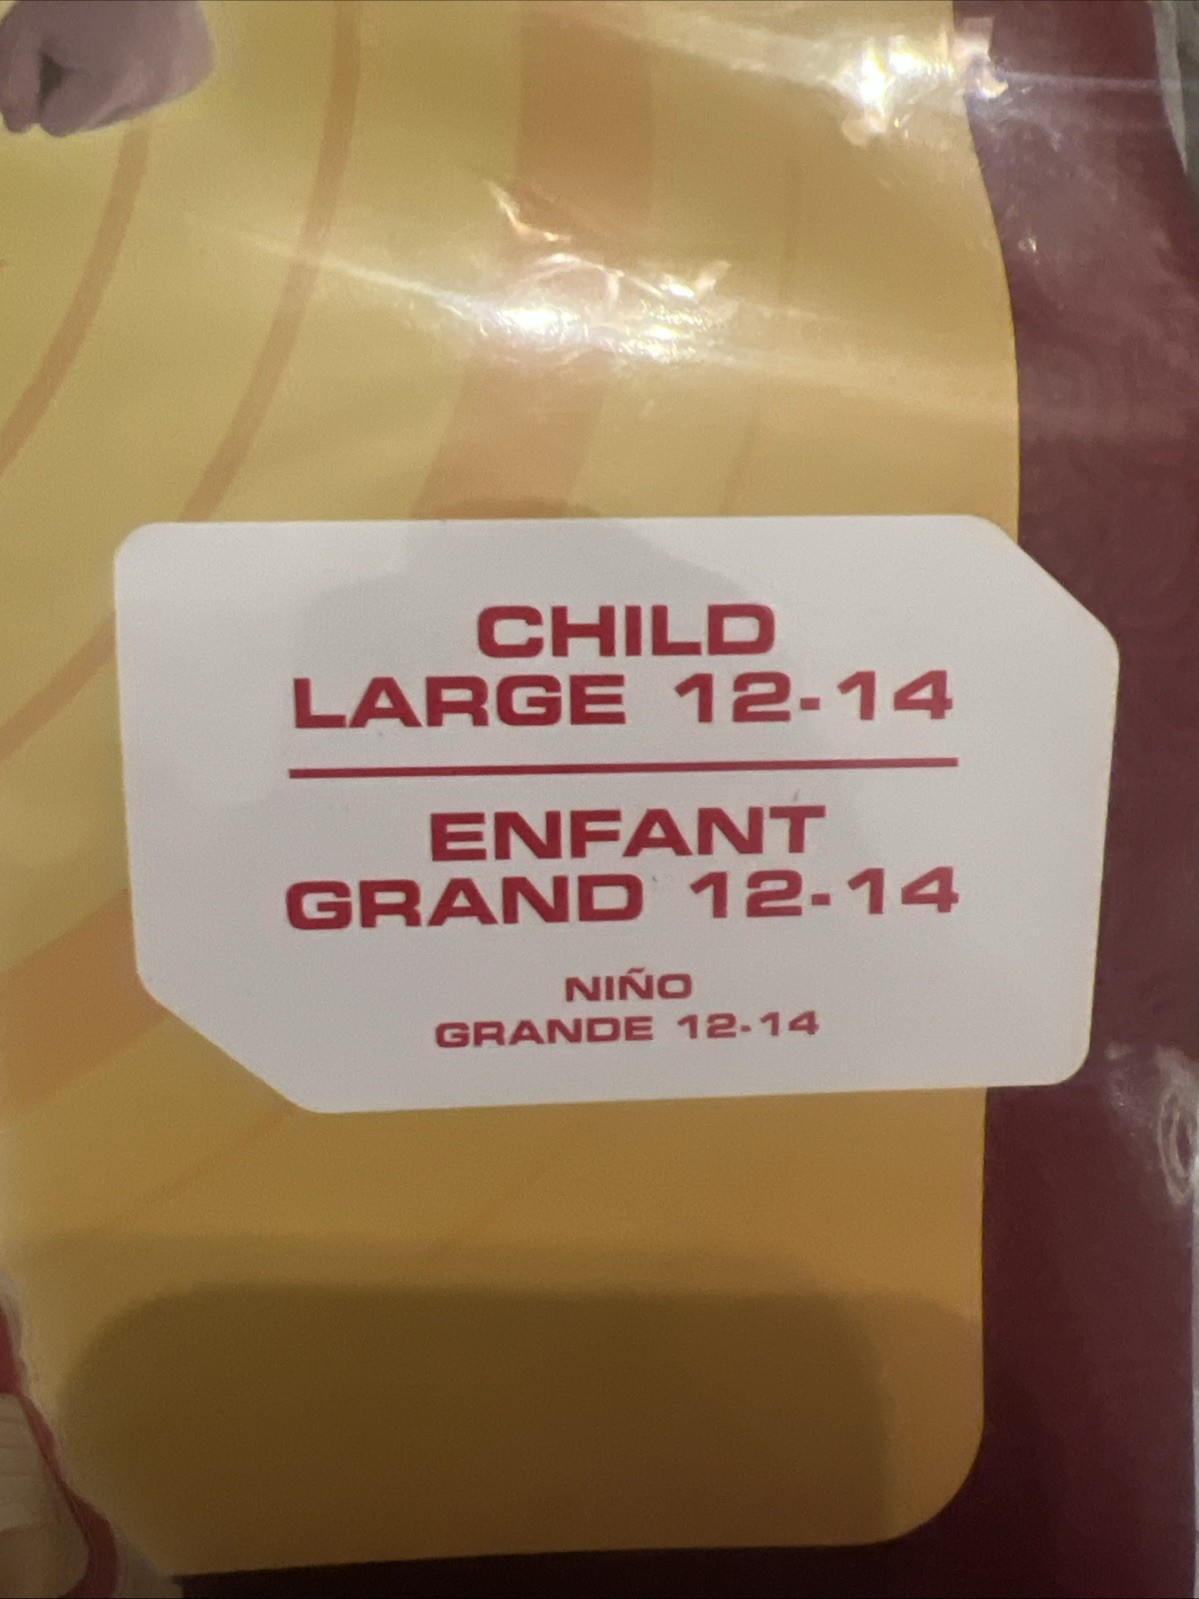 CHILD
LARGE 12-14
ENFANT
GRAND 12-14
NIÑO
GRANDE 12-14